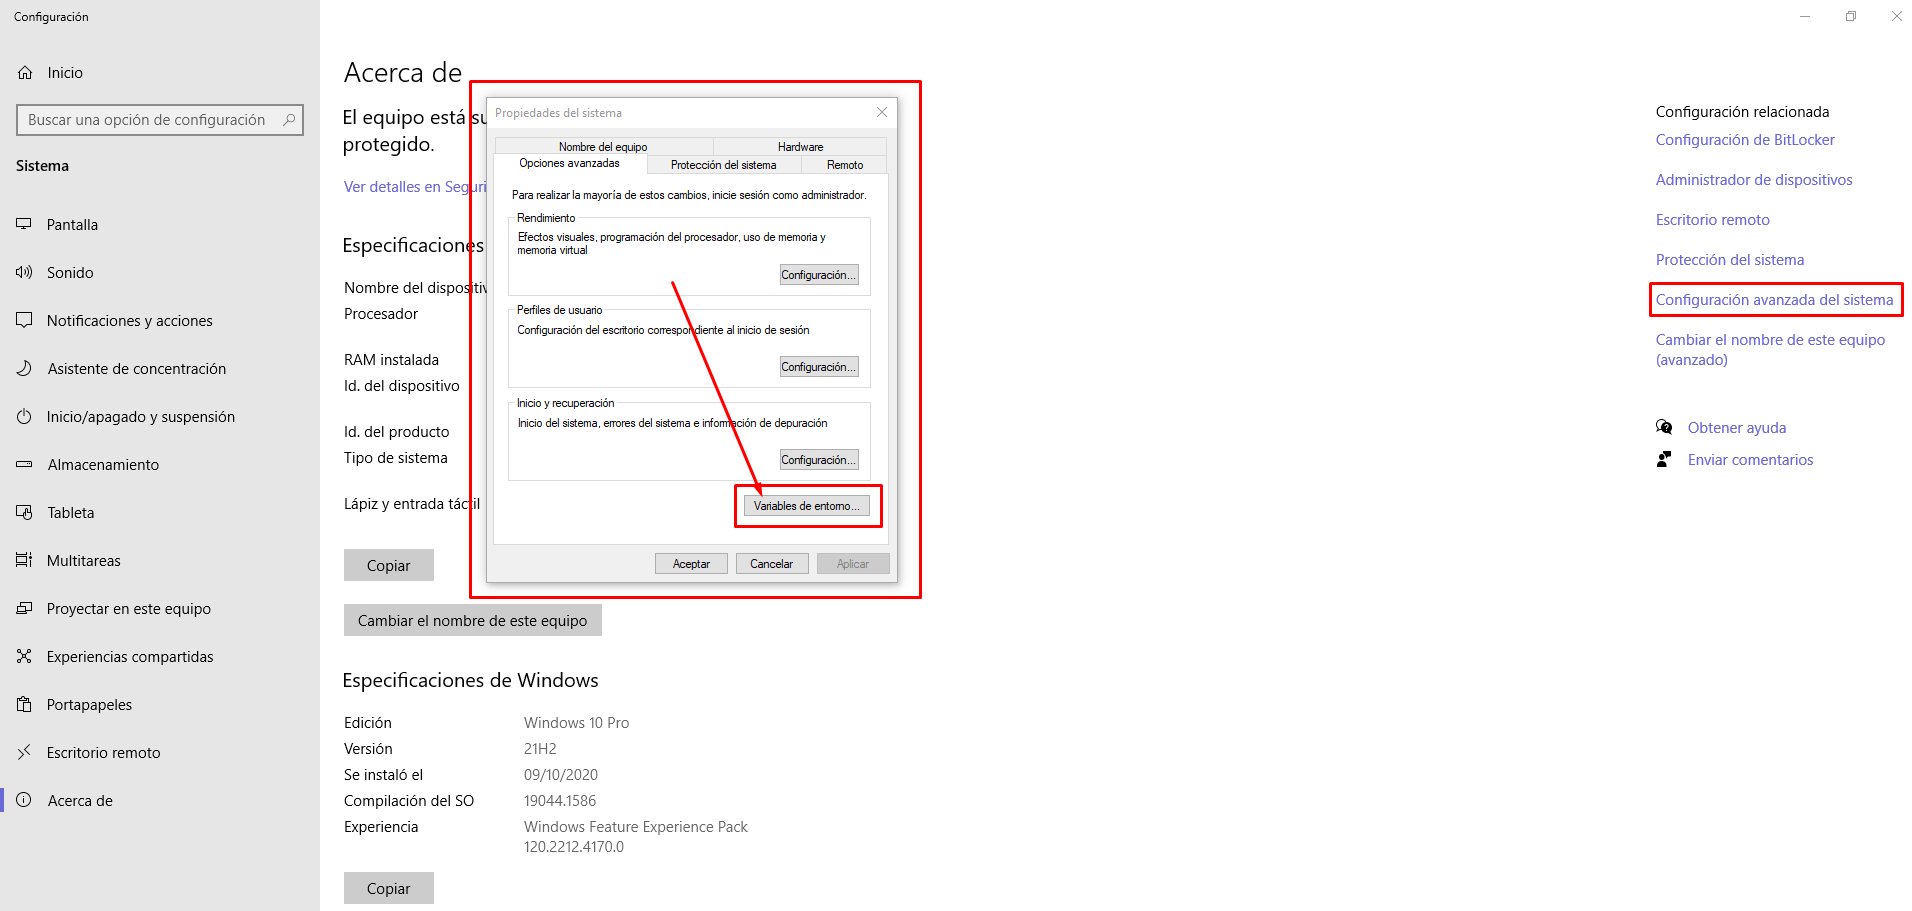 Configuración
Inicio
Buscar una opción de configuración
Sistema
Pantalla
Sonido
Notificaciones y acciones
Asistente de concentración
Inicio/apagado y suspensión
Almacenamiento
Tableta
Multitareas
Proyectar en este equipo
Experiencias compartidas
Portapapeles
Escritorio remoto
Acerca de
Acerca de
El equipo está su
protegido.
Ver detalles en Seguri
Especificaciones
Nombre del dispositiv
Procesador
RAM instalada
Id. del dispositivo
Id. del producto
Tipo de sistema
Lápiz y entrada táctil
Copiar
Cambiar el nombre de este equipo
Especificaciones de Windows
Edición Windows 10 Pro
Versión 21H2
Se instaló el 09/10/2020
Compilación del SO 19044.1586
Experiencia Windows Feature Experience Pack
120.2212.4170.0
Copiar
Propiedades del sistema
Nombre del equipo Hardware
Opciones avanzadas Protección del sistema Remoto
Para realizar la mayoría de estos cambios, inicie sesión como administrador.
Rendimiento
Efectos visuales, programación del procesador, uso de memoria y
memoria virtual
Configuración...
Perfiles de usuario
Configuración del escritorio correspondiente al inicio de sesión
Configuración...
Inicio y recuperación
Inicio del sistema, errores del sistema e información de depuración
Configuración...
Variables de entorno...
Aceptar Cancelar Aplicar
Configuración relacionada
Configuración de BitLocker
Administrador de dispositivos
Escritorio remoto
Protección del sistema
Configuración avanzada del sistema
Cambiar el nombre de este equipo
(avanzado)
Obtener ayuda
Enviar comentarios